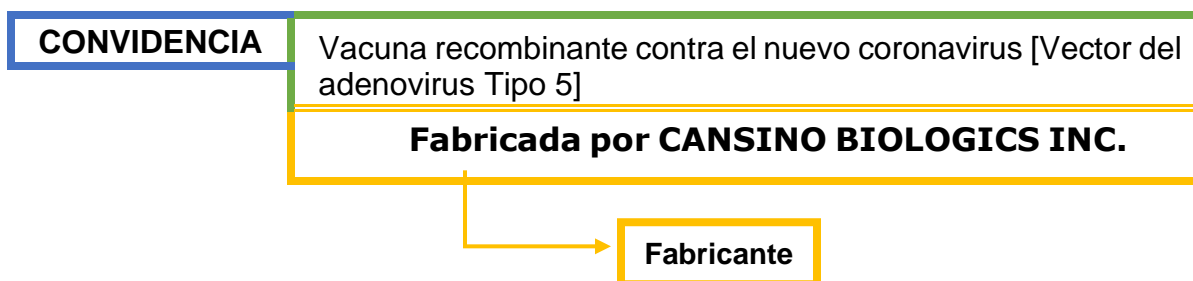 CONVIDENCIA
Vacuna recombinante contra el nuevo coronavirus [Vector del
adenovirus Tipo 5]
Fabricada por CANSINO BIOLOGICS INC.
Fabricante